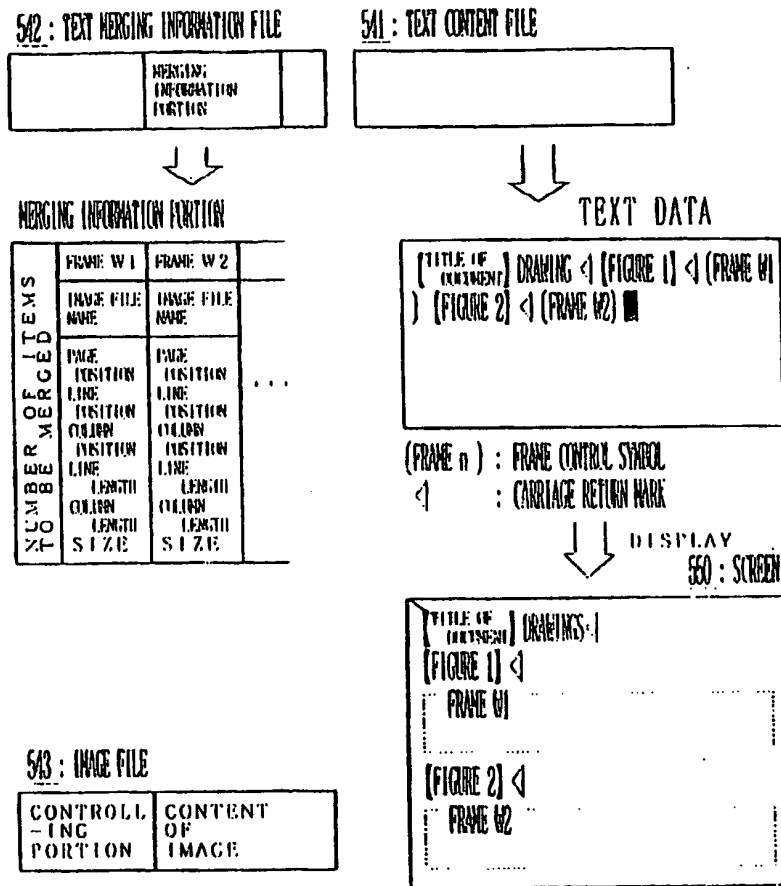 542 : TEXT MERGING INFORMATION FILE
MERGING
INFORMATION
PORTION
541 : TEXT CONTENT FILE
MERGING INFORMATION PORTION
NUMBER OF ITEMS
TO BE MERGED
FRAME W1
IMAGE FILE
NAME
PAGE
POSITION
LINE
POSITION
COLUMN
POSITION
LINE
LENGTH
COLUMN
LENGTH
SIZE
FRAME W2
IMAGE FILE
NAME
PAGE
POSITION
LINE
POSITION
COLUMN
POSITION
LINE
LENGTH
COLUMN
LENGTH
SIZE
...
TEXT DATA
[TITLE OF DOCUMENT] DRAWING ◁ [FIGURE 1] ◁ (FRAME W1
) [FIGURE 2] ◁ (FRAME W2)
(FRAME n) : FRAME CONTROL SYMBOL
◁ : CARRIAGE RETURN MARK
DISPLAY
550 : SCREEN
[TITLE OF DOCUMENT] DRAWINGS ◁
[FIGURE 1] ◁
FRAME W1
[FIGURE 2] ◁
FRAME W2
543 : IMAGE FILE
CONTROLL
-ING
PORTION
CONTENT
OF
IMAGE